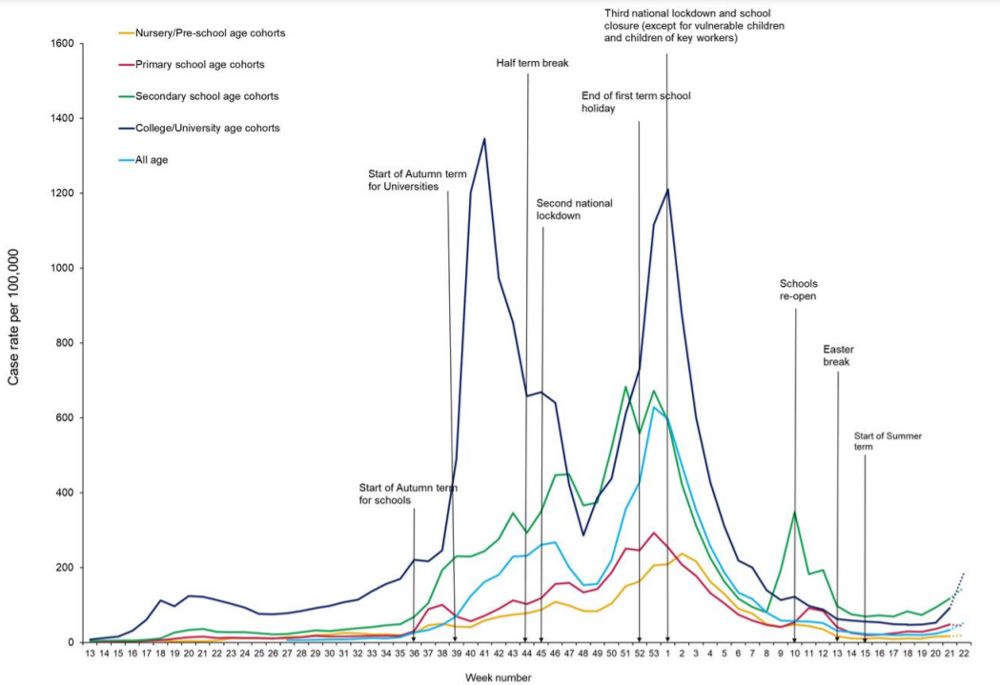 Third national lockdown and school
closure (except for vulnerable children
and children of key workers)
Nursery/Pre-school age cohorts
Primary school age cohorts
Secondary school age cohorts
College/University age cohorts
All age
Half term break
End of first term school
holiday
Start of Autumn term
for Universities
Second national
lockdown
Schools
re-open
Easter
break
Start of Summer
term
Start of Autumn term
for schools
Case rate per 100,000
1600
1400
1200
1000
800
600
400
200
0
13 14 15 16 17 18 19 20 21 22 23 24 25 26 27 28 29 30 31 32 33 34 35 36 37 38 39 40 41 42 43 44 45 46 47 48 49 50 51 52 53 1 2 3 4 5 6 7 8 9 10 11 12 13 14 15 16 17 18 19 20 21 22
Week number